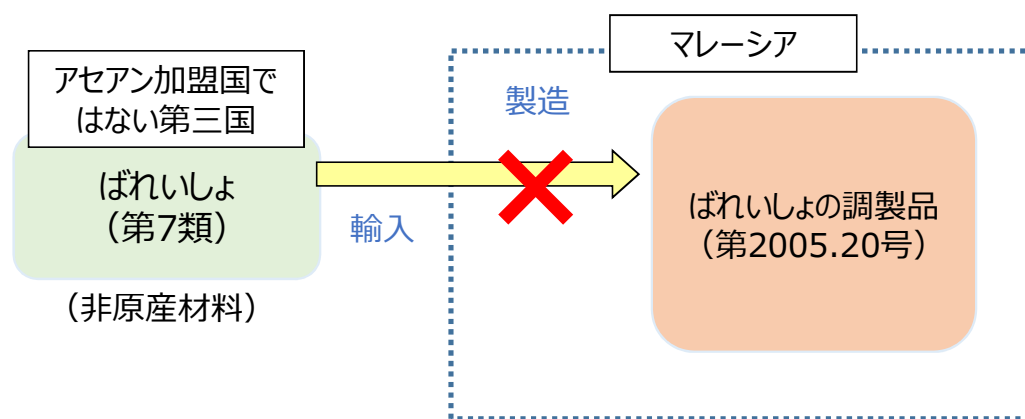 マレーシア
アセアン加盟国で
はない第三国
製造
ばれいしょ
（第7類）
輸入
ばれいしょの調製品
（第2005.20号）
（非原産材料）